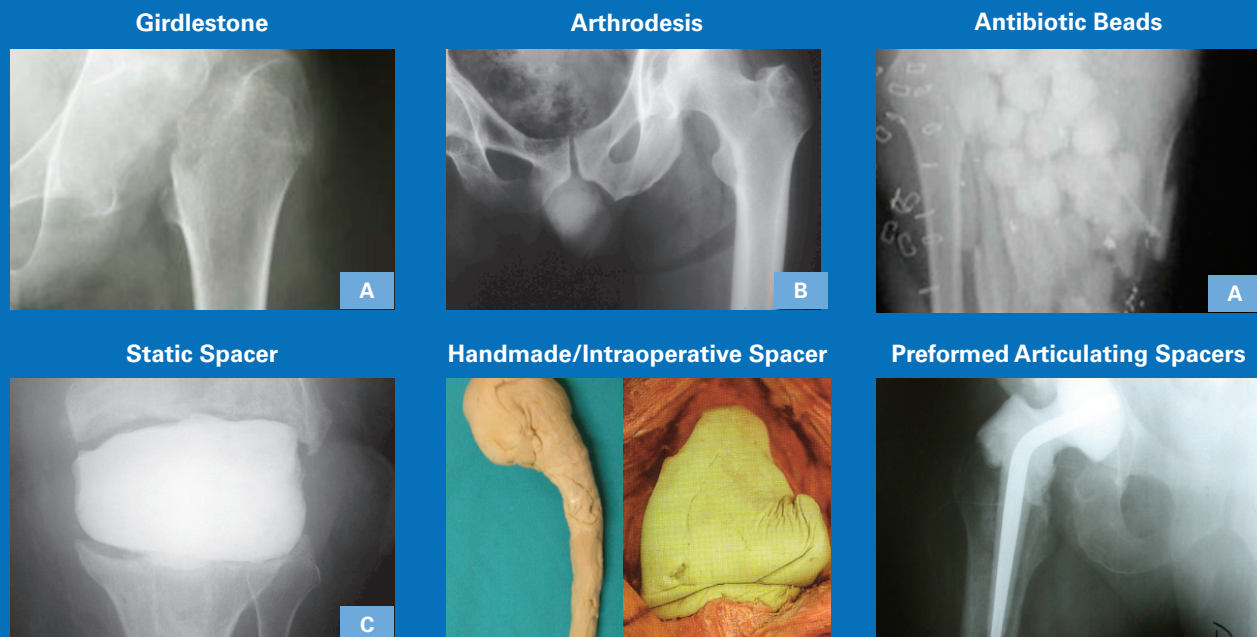 Girdlestone
Arthrodesis
Antibiotic Beads
A
B
A
Static Spacer
Handmade/Intraoperative Spacer
Preformed Articulating Spacers
C